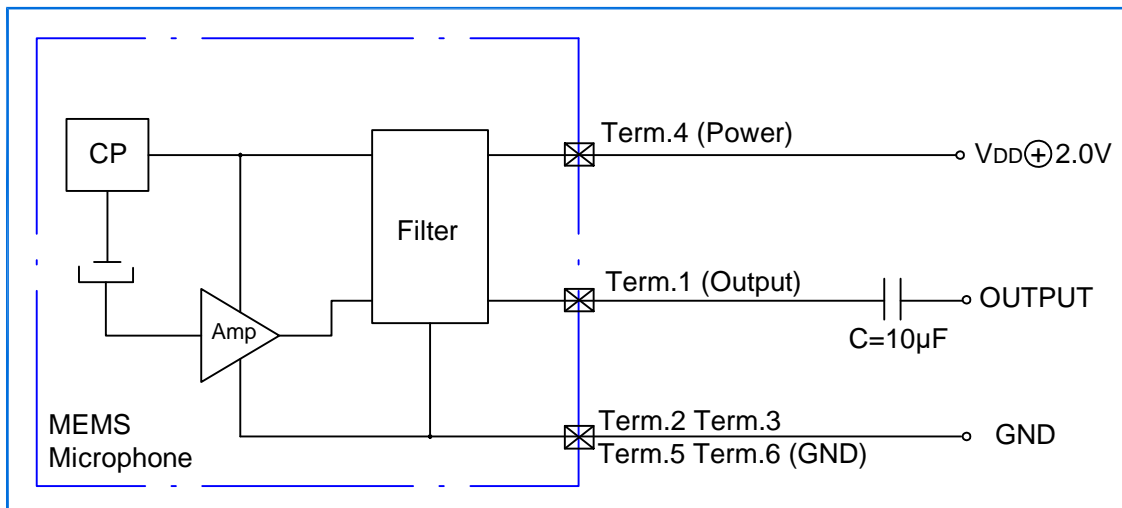 CP
Filter
Amp
MEMS
Microphone
Term.4 (Power)
VDD⊕2.0V
Term.1 (Output)
OUTPUT
C=10µF
Term.2 Term.3
Term.5 Term.6 (GND)
GND